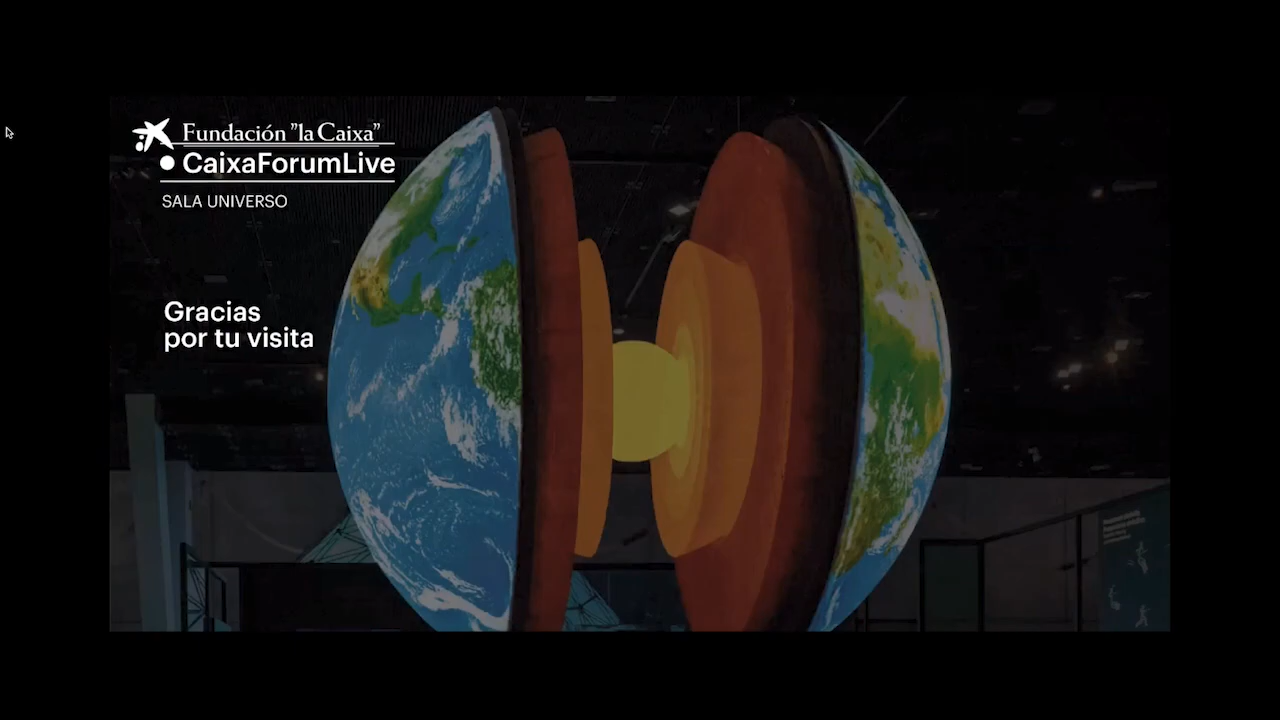 Fundación "la Caixa"
CaixaForumLive
SALA UNIVERSO
Gracias
por tu visita